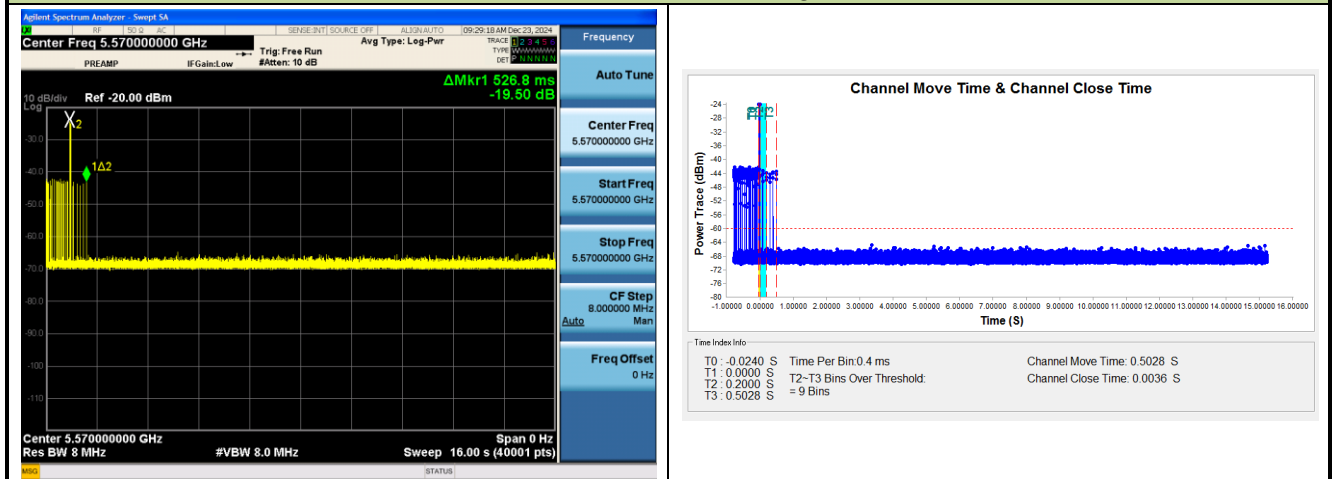 Agilent Spectrum Analyzer - Swept SA
RF 50 Ω AC SENSE:INT SOURCE OFF ALIGN AUTO 09:29:18 AM Dec 23, 2024
Center Freq 5.570000000 GHz
Avg Type: Log-Pwr
TRACE 1 2 3 4 5 6
TYPE
DET P N N N N N
PREAMP IFGain:Low
Trig: Free Run
#Atten: 10 dB
ΔMkr1 526.8 ms
-19.50 dB
10 dB/div Ref -20.00 dBm
Log
2
1Δ2
-30.0
-40.0
-50.0
-60.0
-70.0
-80.0
-90.0
-100
-110
Center 5.570000000 GHz Span 0 Hz
Res BW 8 MHz #VBW 8.0 MHz Sweep 16.00 s (40001 pts)
MSG STATUS
Frequency
Auto Tune
Center Freq
5.570000000 GHz
Start Freq
5.570000000 GHz
Stop Freq
5.570000000 GHz
CF Step
8.000000 MHz
Auto Man
Freq Offset
0 Hz
Channel Move Time & Channel Close Time
Power Trace (dBm)
-24
-28
-32
-36
-40
-44
-48
-52
-56
-60
-64
-68
-72
-76
-80
-1.00000 0.00000 1.00000 2.00000 3.00000 4.00000 5.00000 6.00000 7.00000 8.00000 9.00000 10.00000 11.00000 12.00000 13.00000 14.00000 15.00000 16.00000
Time (S)
Time Index Info
T0 : -0.0240 S Time Per Bin:0.4 ms Channel Move Time: 0.5028 S
T1 : 0.0000 S
T2 : 0.2000 S T2~T3 Bins Over Threshold: Channel Close Time: 0.0036 S
T3 : 0.5028 S = 9 Bins